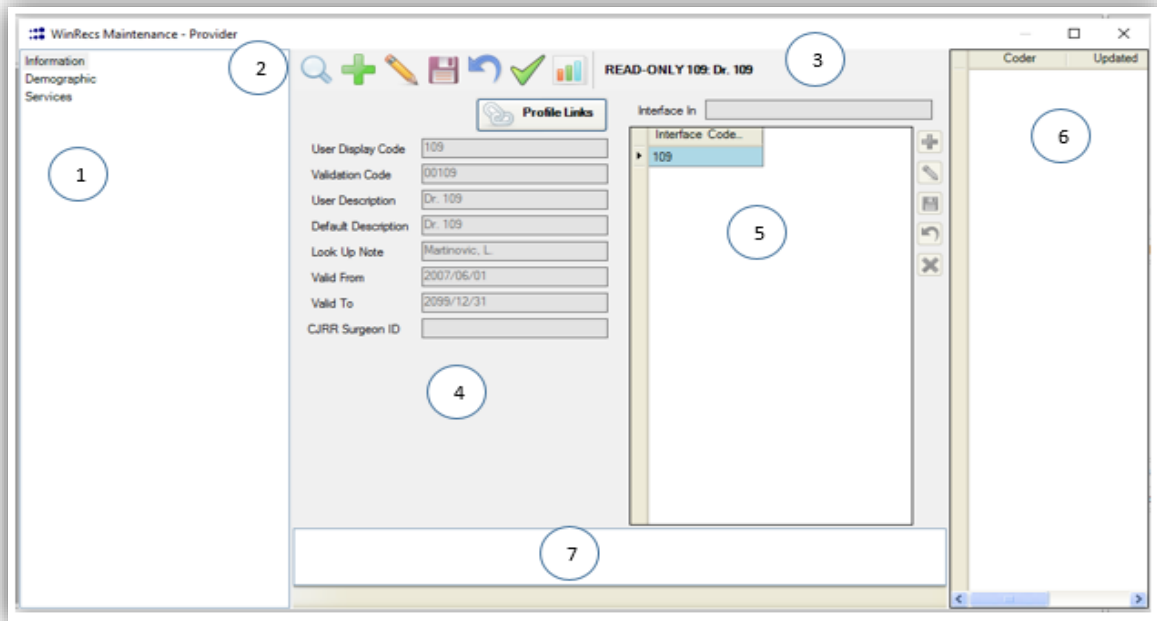 WinRecs Maintenance - Provider
Information
Demographic
Services
1
2
READ-ONLY 109: Dr. 109
3
Profile Links
User Display Code 109
Validation Code 00109
User Description Dr. 109
Default Description Dr. 109
Look Up Note Martinovic, L.
Valid From 2007/06/01
Valid To 2099/12/31
CJRR Surgeon ID
4
Interface In
Interface Code...
109
5
Coder Updated
6
7